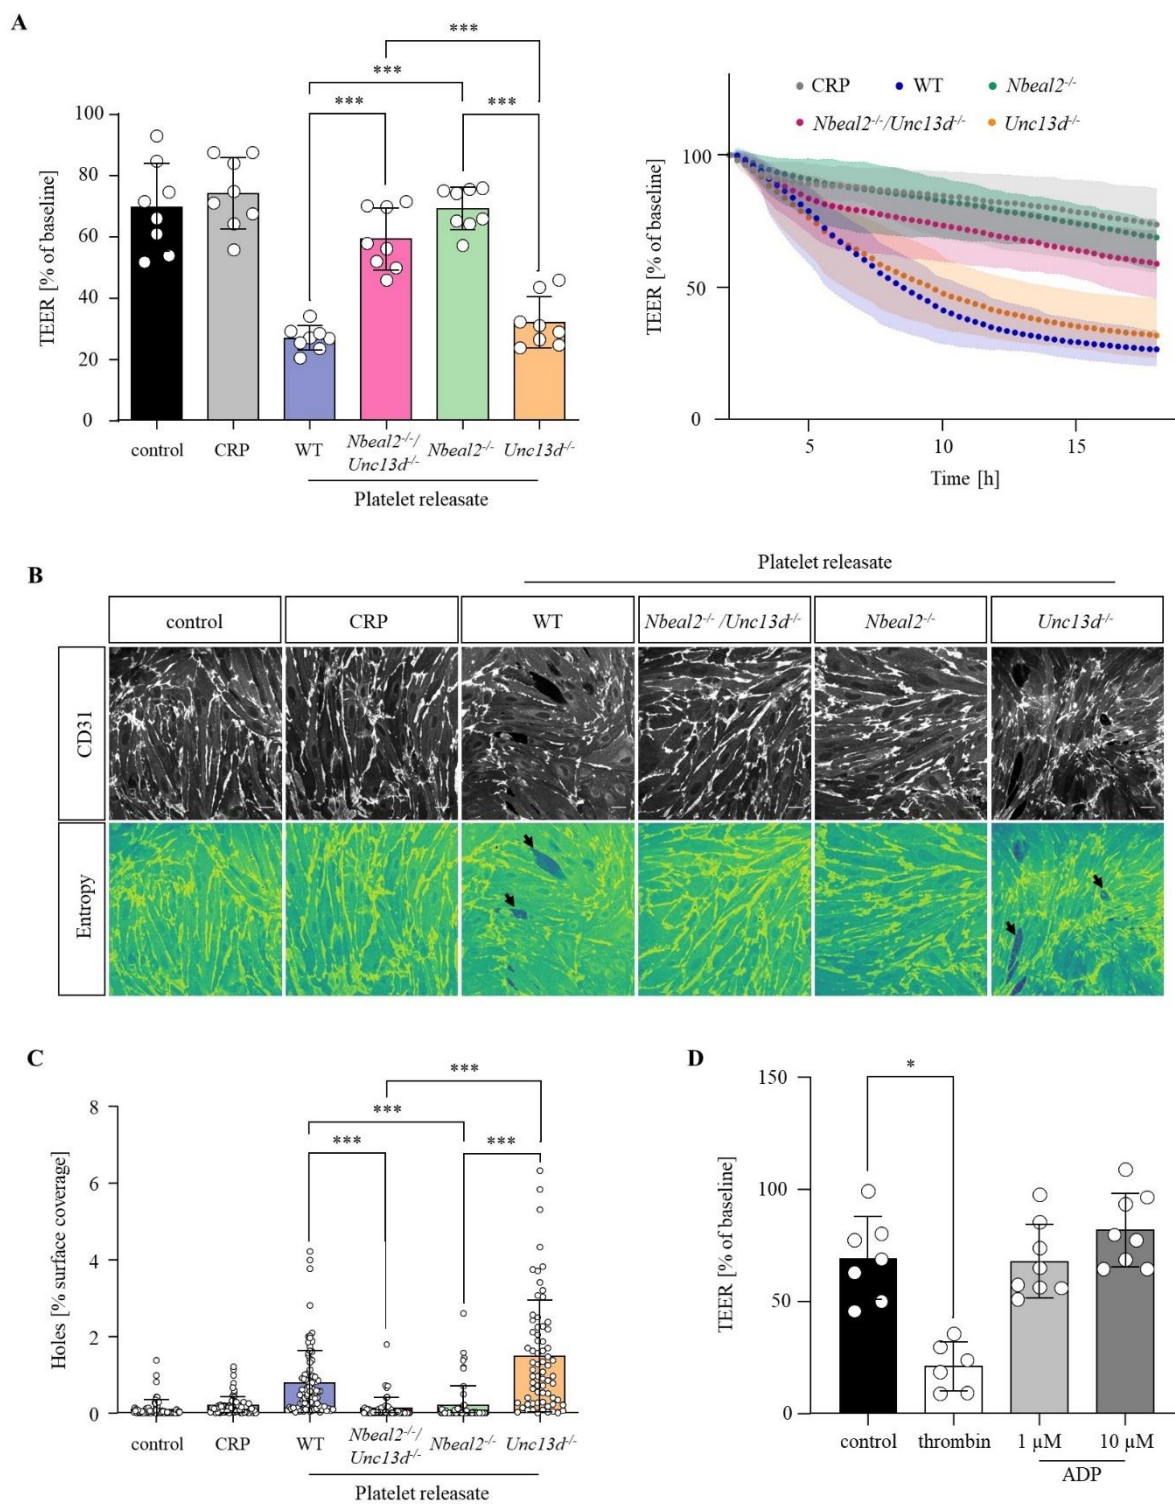 A
***
***
***
***
TEER [% of baseline]
100
80
60
40
20
0
control
CRP
WT
Nbeal2-/-/
Unc13d-/-
Nbeal2-/-
Unc13d-/-
Platelet releasate
CRP
WT
Nbeal2-/-
Nbeal2-/-/Unc13d-/-
Unc13d-/-
TEER [% of baseline]
100
50
0
5
10
15
Time [h]
B
Platelet releasate
control
CRP
WT
Nbeal2-/- /Unc13d-/-
Nbeal2-/-
Unc13d-/-
CD31
Entropy
C
***
***
***
***
Holes [% surface coverage]
8
6
4
2
0
control
CRP
WT
Nbeal2-/-/
Unc13d-/-
Nbeal2-/-
Unc13d-/-
Platelet releasate
D
*
TEER [% of baseline]
150
100
50
0
control
thrombin
1 µM
10 µM
ADP